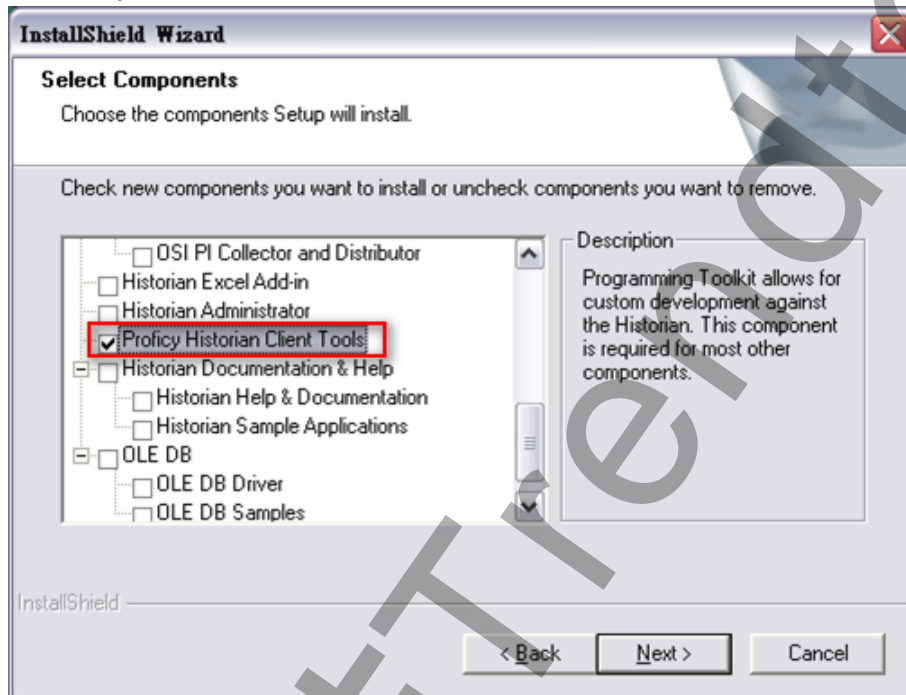 InstallShield Wizard
Select Components
Choose the components Setup will install.
Check new components you want to install or uncheck components you want to remove.
OSI PI Collector and Distributor
Historian Excel Add-in
Historian Administrator
Proficy Historian Client Tools
Historian Documentation & Help
Historian Help & Documentation
Historian Sample Applications
OLE DB
OLE DB Driver
OLE DB Samples
Description
Programming Toolkit allows for
custom development against
the Historian. This component
is required for most other
components.
InstallShield
< Back
Next >
Cancel